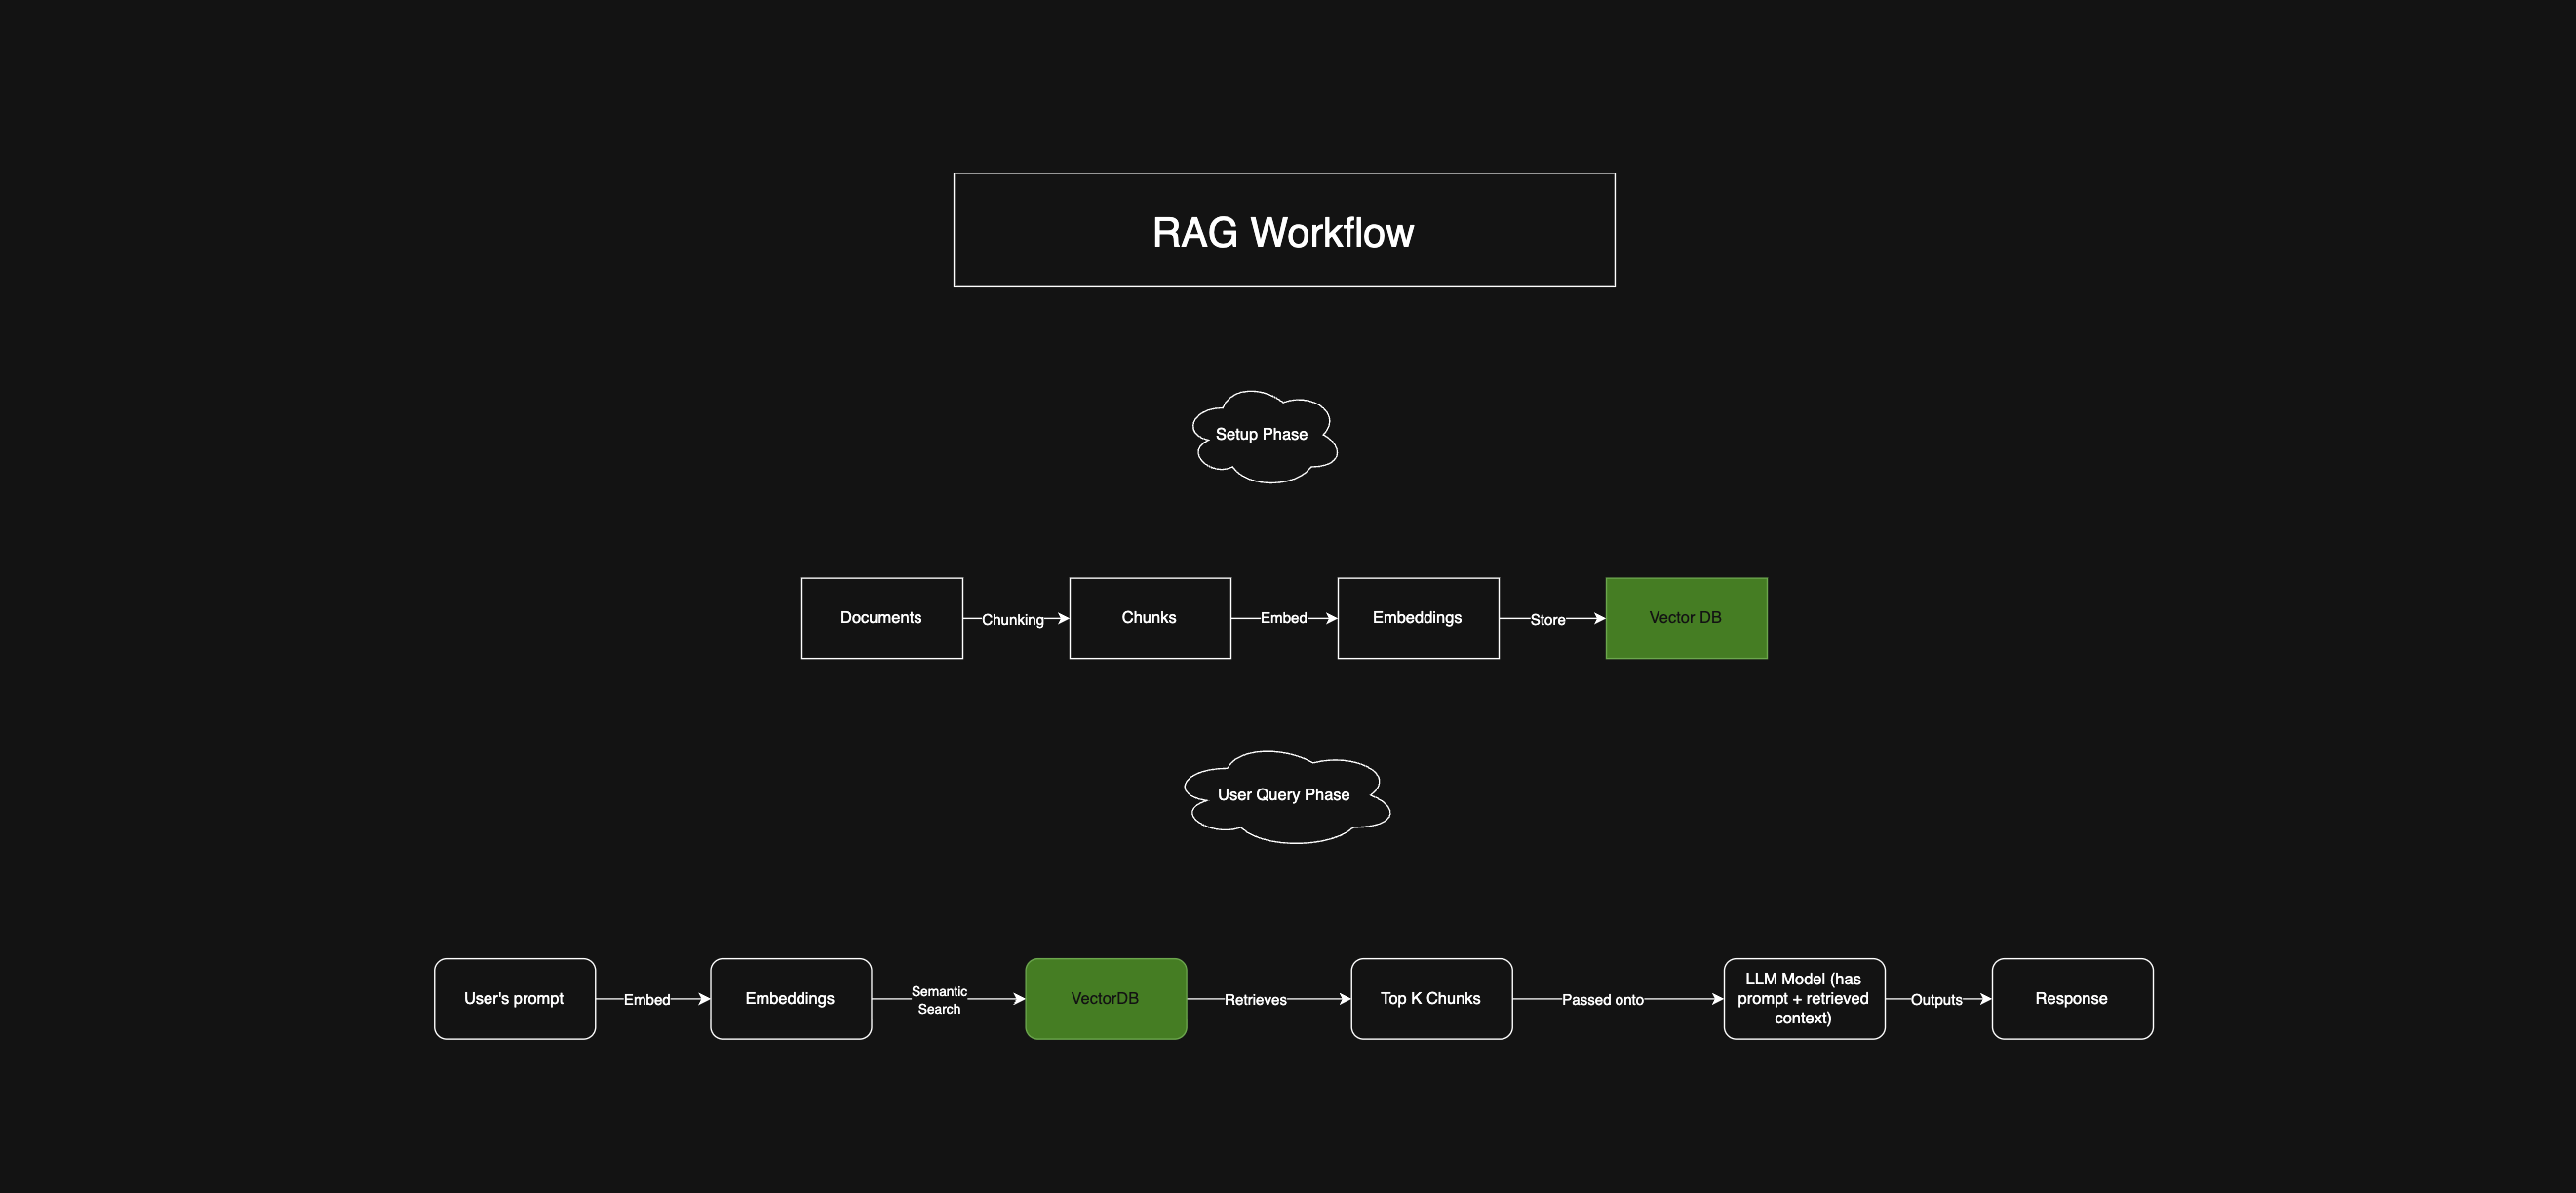 RAG Workflow
Setup Phase
Documents
Chunking
Chunks
Embed
Embeddings
Store
Vector DB
User Query Phase
User's prompt
Embed
Embeddings
Semantic
Search
VectorDB
Retrieves
Top K Chunks
Passed onto
LLM Model (has
prompt + retrieved
context)
Outputs
Response